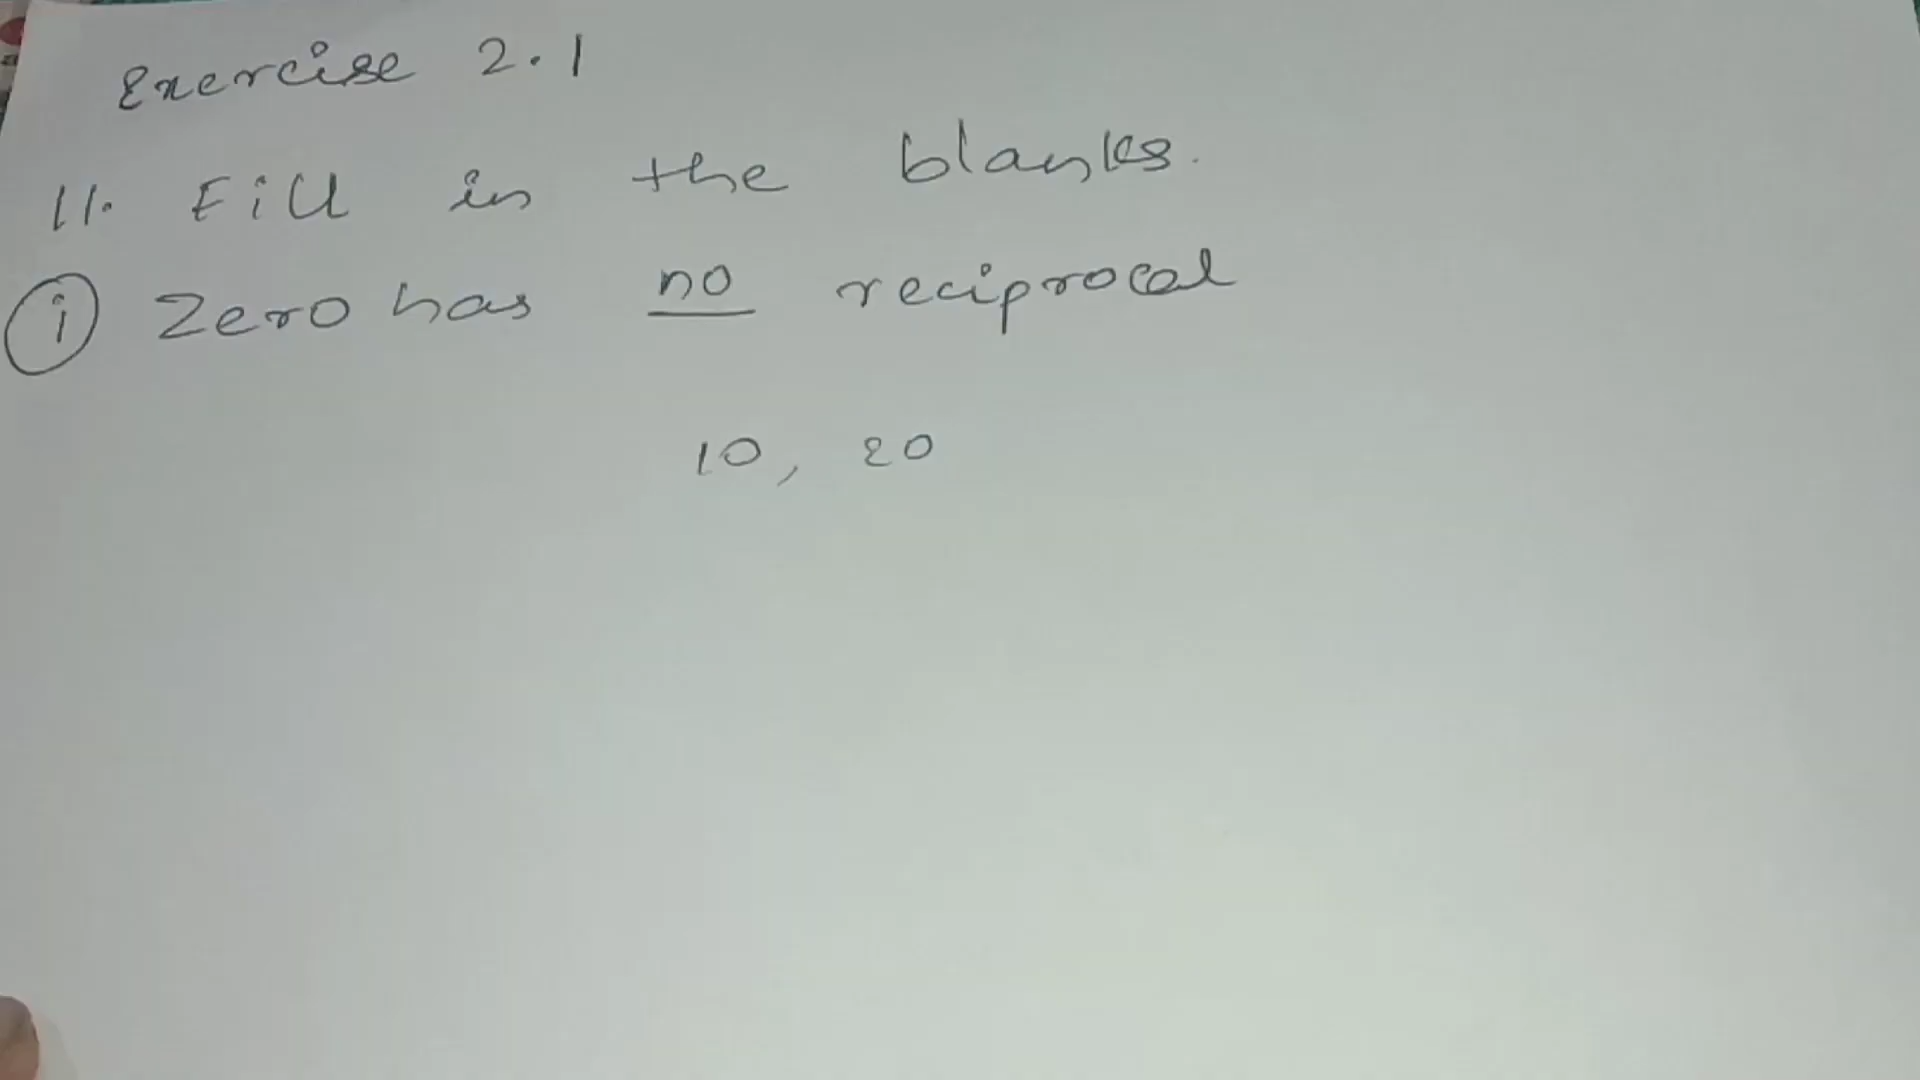 Exercise 2.1
11. Fill in the blanks.
i Zero has no reciprocal
10, 20